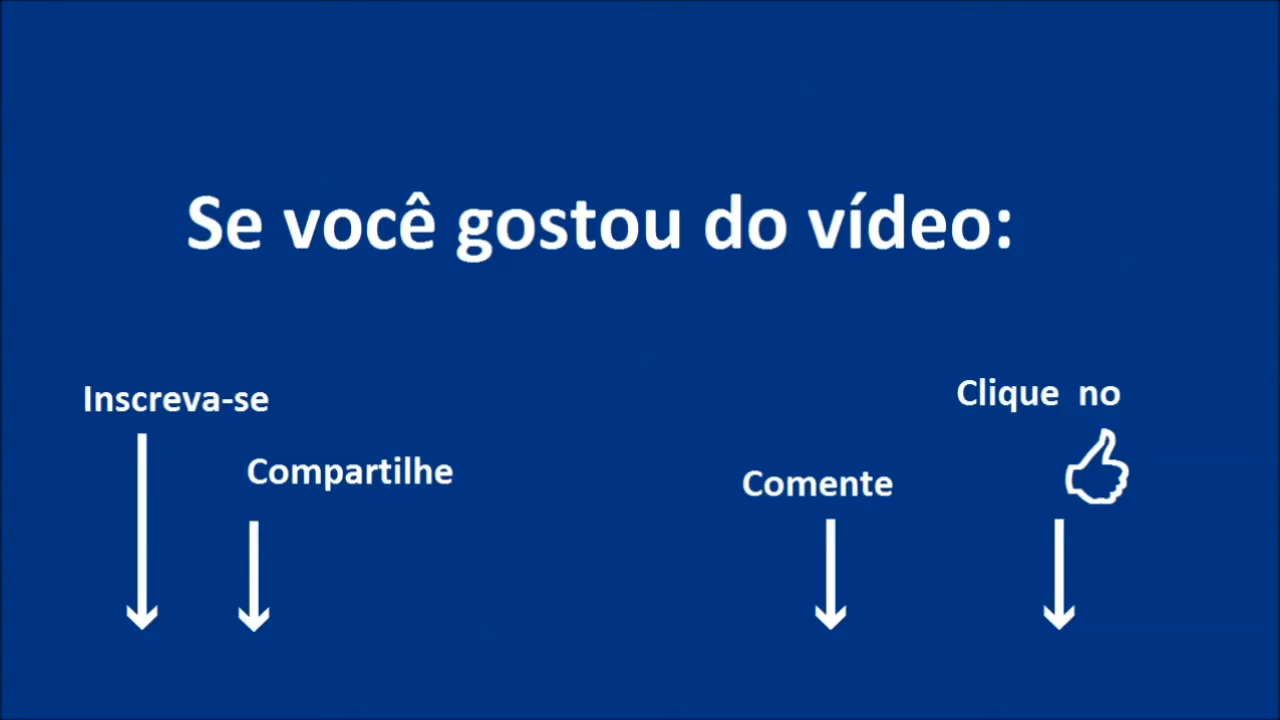 Se você gostou do vídeo:
Inscreva-se
Compartilhe
Comente
Clique no